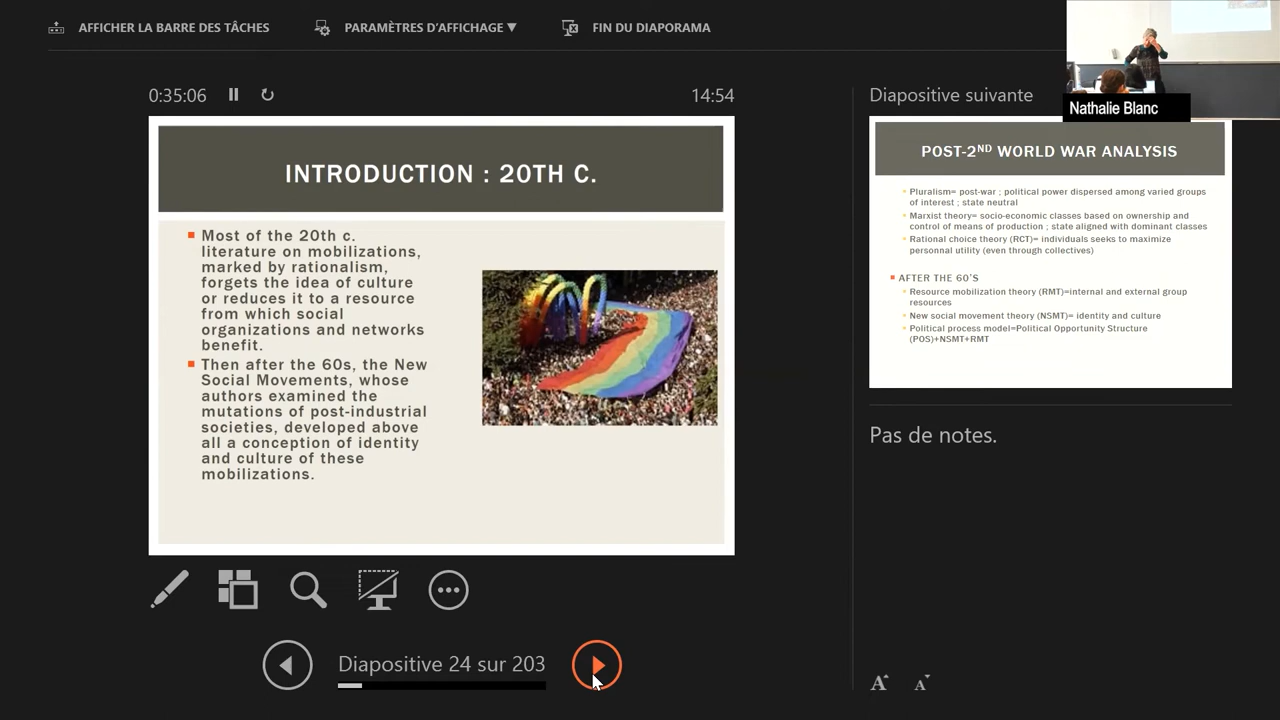 AFFICHER LA BARRE DES TÂCHES
PARAMÈTRES D'AFFICHAGE ▼
FIN DU DIAPORAMA
Nathalie Blanc
0:35:06
14:54
INTRODUCTION : 20TH C.
Most of the 20th c.
literature on mobilizations,
marked by rationalism,
forgets the idea of culture
or reduces it to a resource
from which social
organizations and networks
benefit.
Then after the 60s, the New
Social Movements, whose
authors examined the
mutations of post-industrial
societies, developed above
all a conception of identity
and culture of these
mobilizations.
Diapositive 24 sur 203
Diapositive suivante
POST-2ND WORLD WAR ANALYSIS
Pluralism= post-war ; political power dispersed among varied groups
of interest ; state neutral
Marxist theory= socio-economic classes based on ownership and
control of means of production ; state aligned with dominant classes
Rational choice theory (RCT)= individuals seeks to maximize
personnal utility (even through collectives)
AFTER THE 60'S
Resource mobilization theory (RMT)=internal and external group
resources
New social movement theory (NSMT)= identity and culture
Political process model=Political Opportunity Structure
(POS)+NSMT+RMT
Pas de notes.
A A